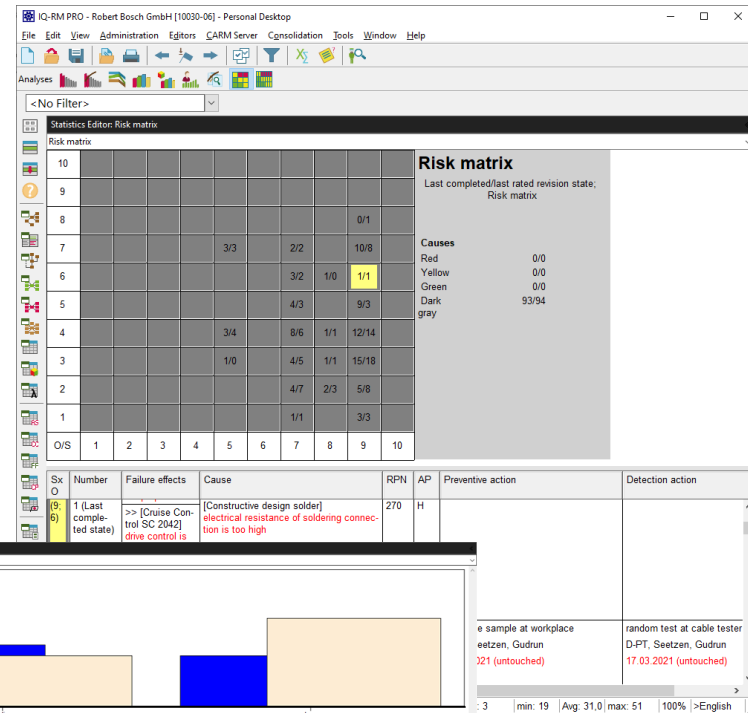 IQ-RM PRO - Robert Bosch GmbH [10030-06] - Personal Desktop
File Edit View Administration Editors CARM Server Consolidation Tools Window Help
Analyses
<No Filter>
Statistics Editor: Risk matrix
Risk matrix
10
9
8 0/1
7 3/3 2/2 10/8
6 3/2 1/0 1/1
5 4/3 9/3
4 3/4 8/6 1/1 12/14
3 1/0 4/5 1/1 15/18
2 4/7 2/3 5/8
1 1/1 3/3
O/S 1 2 3 4 5 6 7 8 9 10
Risk matrix
Last completed/last rated revision state;
Risk matrix
Causes
Red 0/0
Yellow 0/0
Green 0/0
Dark 93/94
gray
SxO Number Failure effects Cause RPN AP Preventive action Detection action
(9; 1 (Last >> [Cruise Con- [Constructive design solder] 270 H
6) comple- trol SC 2042] electrical resistance of soldering connec-
ted state) drive control is tion is too high
e sample at workplace random test at cable tester
eetzen, Gudrun D-PT, Seetzen, Gudrun
021 (untouched) 17.03.2021 (untouched)
: 3 min: 19 Avg: 31,0 max: 51 100% >English